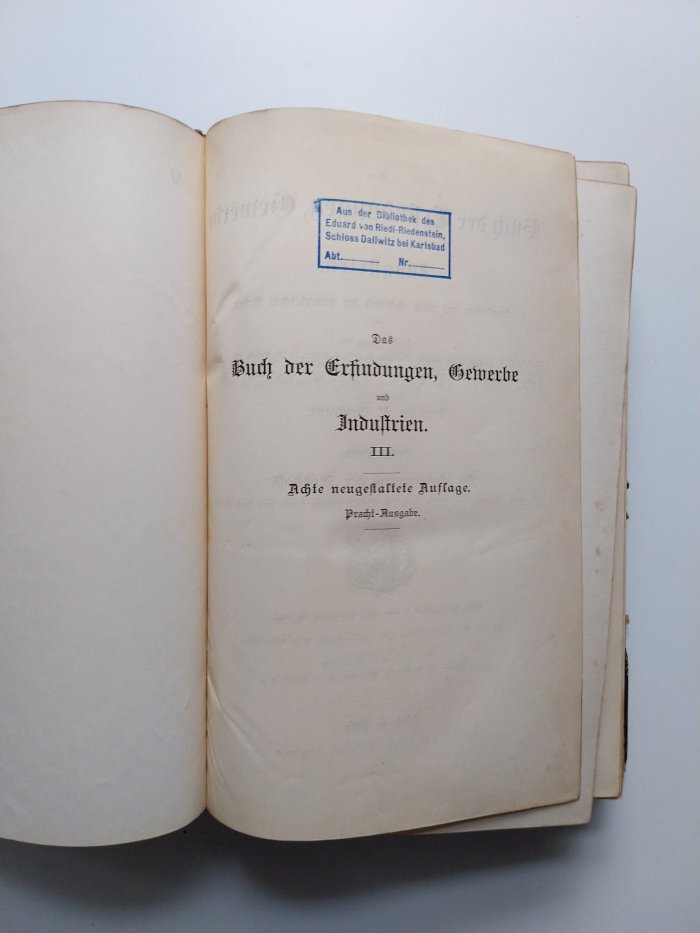 Aus der Bibliothek des
Eduard von Riedl-Riedenstein,
Schloss Dallwitz bei Karlsbad
Abt. Nr.
Das
Buch der Erfindungen, Gewerbe
und
Industrien.
III.
Achte neugestaltete Auflage.
Pracht-Ausgabe.